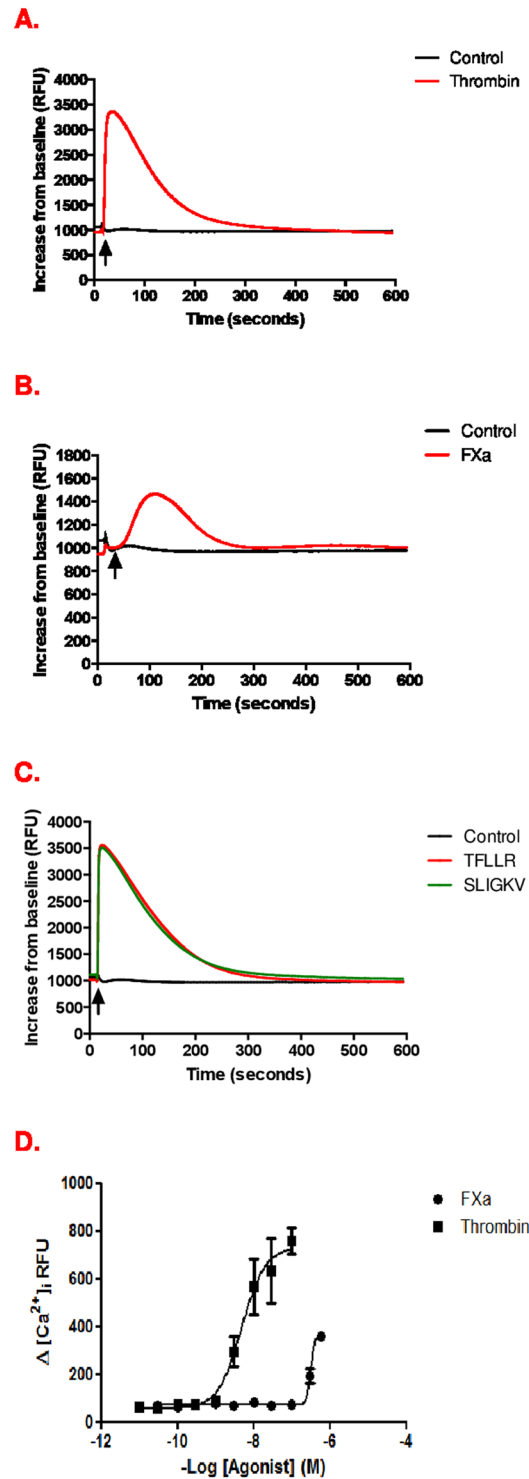 A.
Control
Thrombin
Increase from baseline (RFU)
4000
3500
3000
2500
2000
1500
1000
500
0
0 100 200 300 400 500 600
Time (seconds)
B.
Control
FXa
Increase from baseline (RFU)
1800
1600
1400
1200
1000
800
600
400
200
0
0 100 200 300 400 500 600
Time (seconds)
C.
Control
TFLLR
SLIGKV
Increase from baseline (RFU)
4000
3500
3000
2500
2000
1500
1000
500
0
0 100 200 300 400 500 600
Time (seconds)
D.
FXa
Thrombin
Δ [Ca²⁺]ᵢ RFU
1000
800
600
400
200
0
-12 -10 -8 -6 -4
-Log [Agonist] (M)